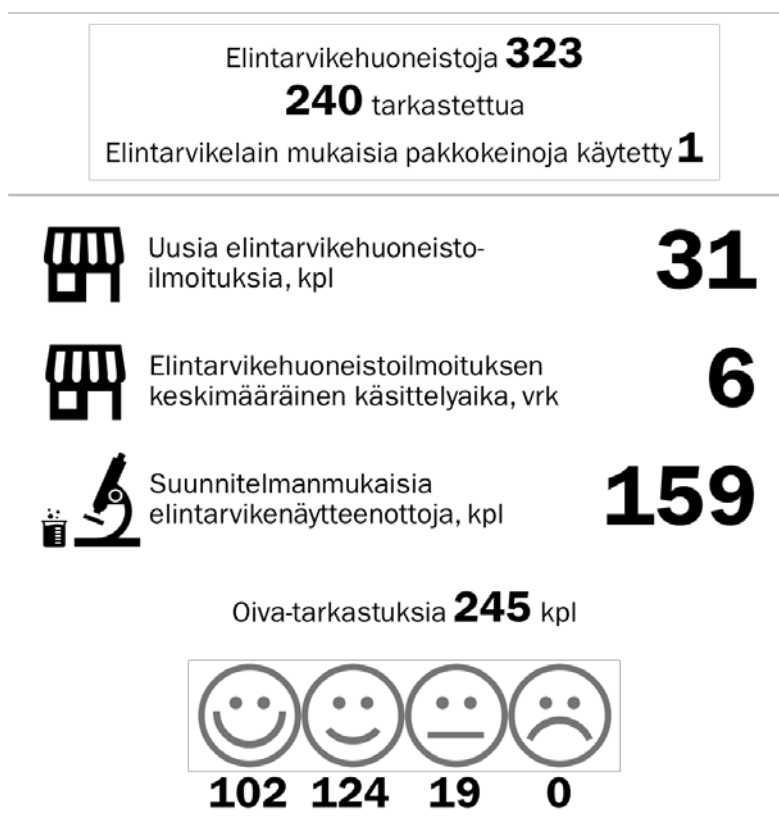 Elintarvikehuoneistoja 323
240 tarkastettua
Elintarvikelain mukaisia pakkokeinoja käytetty 1
Uusia elintarvikehuoneisto-
ilmoituksia, kpl
31
Elintarvikehuoneistoilmoituksen
keskimääräinen käsittelyaika, vrk
6
Suunnitelmanmukaisia
elintarvikenäytteenottoja, kpl
159
Oiva-tarkastuksia 245 kpl
102 124 19 0